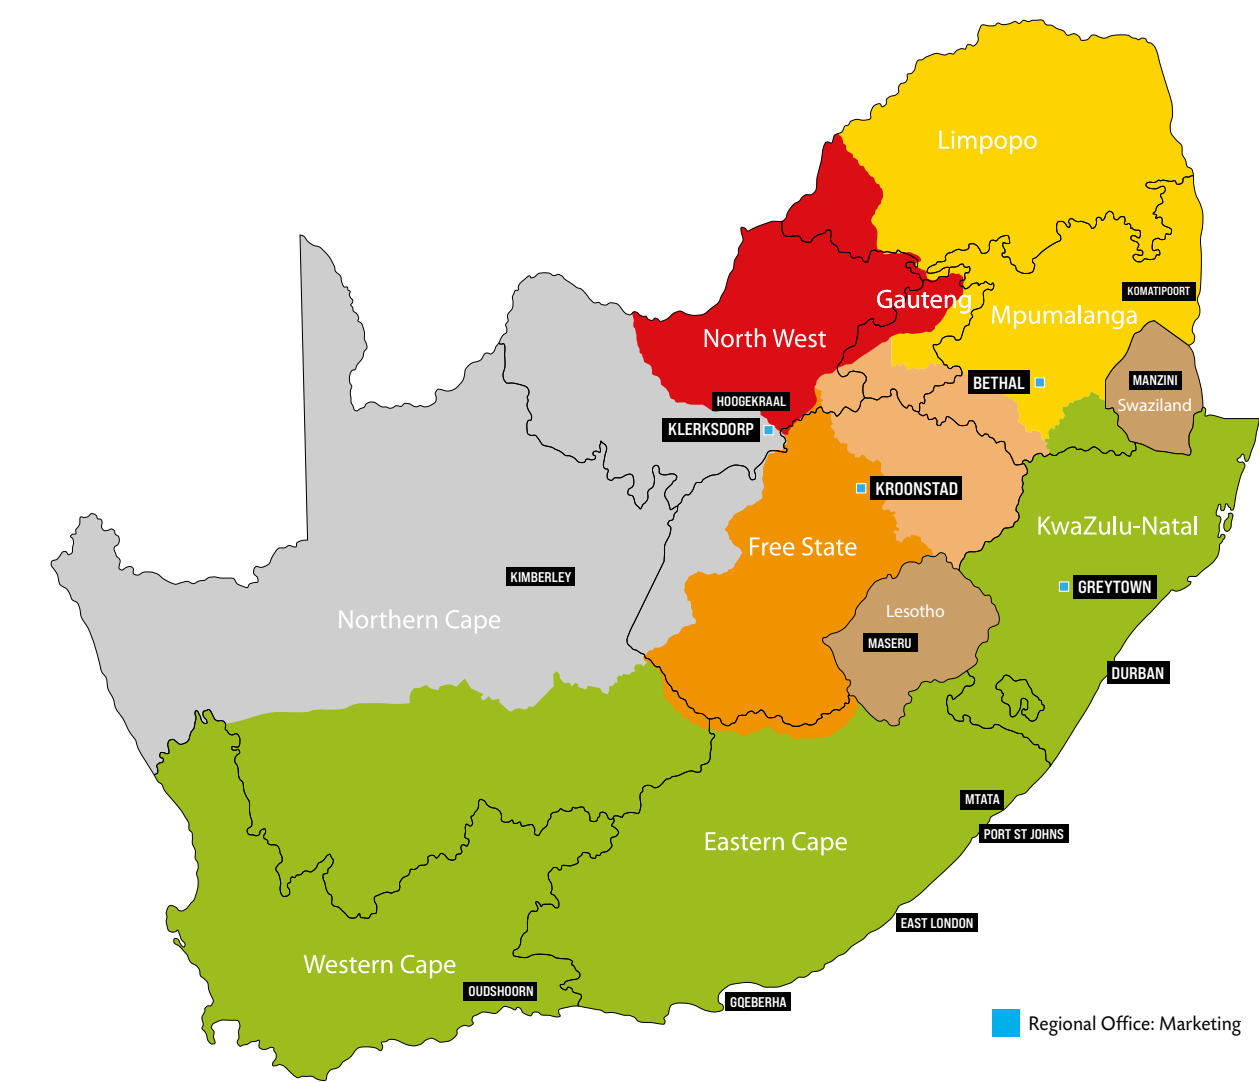 Limpopo
KOMATIPOORT
Gauteng
Mpumalanga
North West
BETHAL
MANZINI
HOOGEKRAAL
Swaziland
KLERKSDORP
KROONSTAD
KwaZulu-Natal
Free State
KIMBERLEY
GREYTOWN
Northern Cape
Lesotho
MASERU
DURBAN
MTATA
PORT ST JOHNS
Eastern Cape
EAST LONDON
Western Cape
OUDSHOORN
GQEBERHA
Regional Office: Marketing